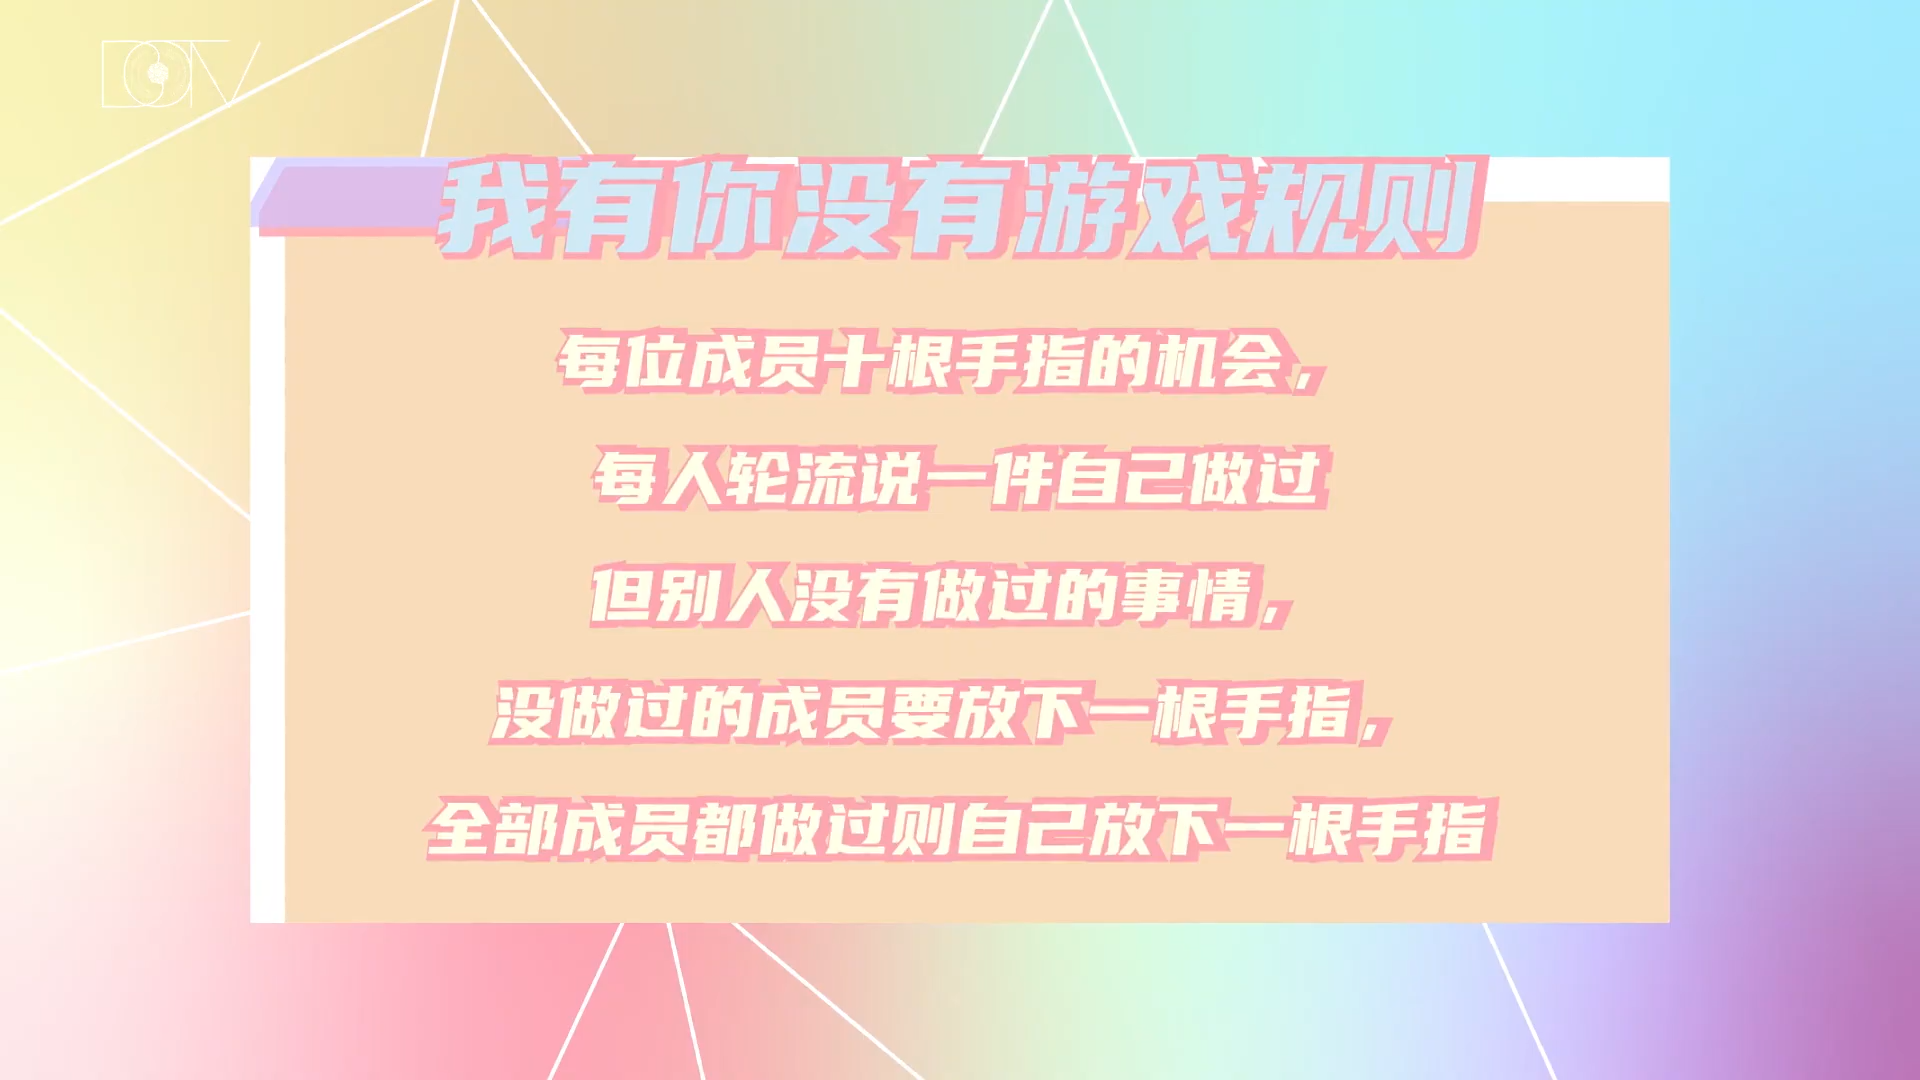 我有你没有游戏规则
每位成员十根手指的机会，
每人轮流说一件自己做过
但别人没有做过的事情，
没做过的成员要放下一根手指，
全部成员都做过则自己放下一根手指